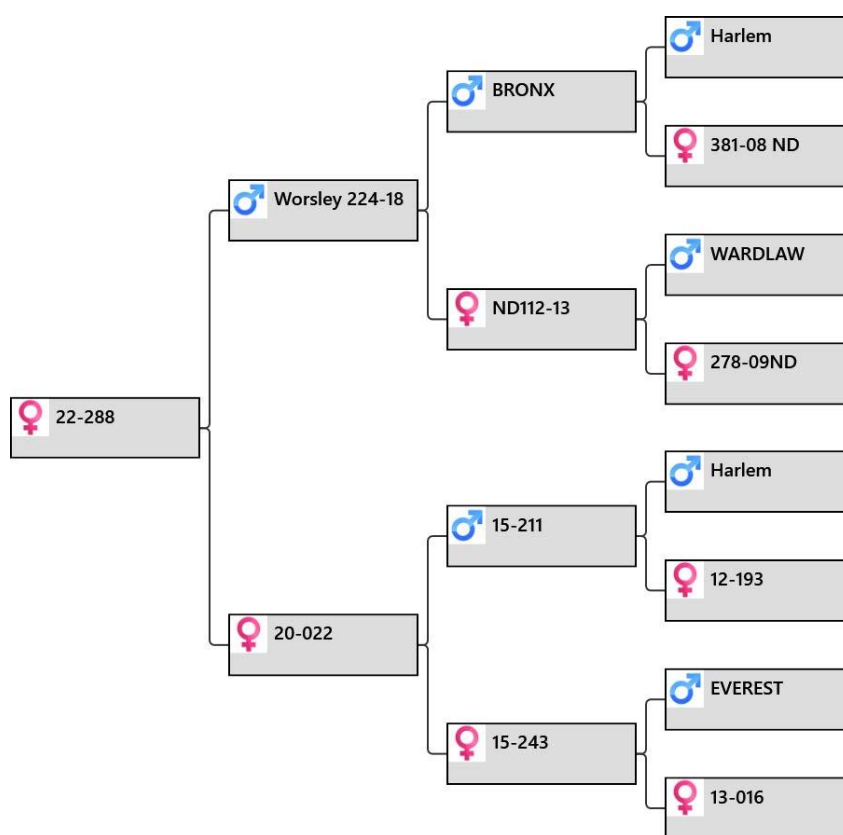 Harlem
BRONX
381-08 ND
Worsley 224-18
WARDLAW
ND112-13
278-09ND
22-288
Harlem
15-211
12-193
20-022
EVEREST
15-243
13-016